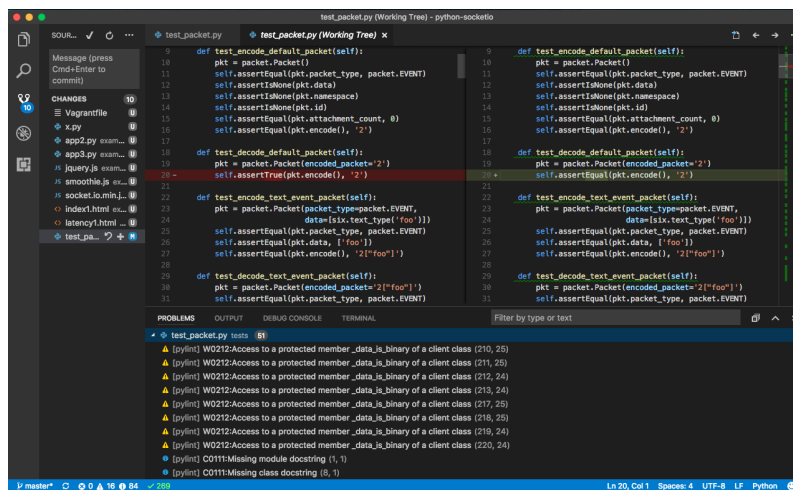 test_packet.py (Working Tree) - python-socketio
SOUR...
test_packet.py
test_packet.py (Working Tree) ×
Message (press
Cmd+Enter to
commit)
CHANGES 10
Vagrantfile U
x.py U
app2.py exam... U
app3.py exam... U
JS jquery.js exam... U
JS smoothie.js ex... U
JS socket.io.min.j... U
<> index1.html ex... U
<> latency1.html ... U
test_pa... M
10
9 def test_encode_default_packet(self):
10 pkt = packet.Packet()
11 self.assertEqual(pkt.packet_type, packet.EVENT)
12 self.assertIsNone(pkt.data)
13 self.assertIsNone(pkt.namespace)
14 self.assertIsNone(pkt.id)
15 self.assertEqual(pkt.attachment_count, 0)
16 self.assertEqual(pkt.encode(), '2')
17
18 def test_decode_default_packet(self):
19 pkt = packet.Packet(encoded_packet='2')
20 - self.assertTrue(pkt.encode(), '2')
21
22 def test_encode_text_event_packet(self):
23 pkt = packet.Packet(packet_type=packet.EVENT,
24 data=[six.text_type('foo')])
25 self.assertEqual(pkt.packet_type, packet.EVENT)
26 self.assertEqual(pkt.data, ['foo'])
27 self.assertEqual(pkt.encode(), '2["foo"]')
28
29 def test_decode_text_event_packet(self):
30 pkt = packet.Packet(encoded_packet='2["foo"]')
31 self.assertEqual(pkt.packet_type, packet.EVENT)
9 def test_encode_default_packet(self):
10 pkt = packet.Packet()
11 self.assertEqual(pkt.packet_type, packet.EVENT)
12 self.assertIsNone(pkt.data)
13 self.assertIsNone(pkt.namespace)
14 self.assertIsNone(pkt.id)
15 self.assertEqual(pkt.attachment_count, 0)
16 self.assertEqual(pkt.encode(), '2')
17
18 def test_decode_default_packet(self):
19 pkt = packet.Packet(encoded_packet='2')
20 + self.assertEqual(pkt.encode(), '2')
21
22 def test_encode_text_event_packet(self):
23 pkt = packet.Packet(packet_type=packet.EVENT,
24 data=[six.text_type('foo')])
25 self.assertEqual(pkt.packet_type, packet.EVENT)
26 self.assertEqual(pkt.data, ['foo'])
27 self.assertEqual(pkt.encode(), '2["foo"]')
28
29 def test_decode_text_event_packet(self):
30 pkt = packet.Packet(encoded_packet='2["foo"]')
31 self.assertEqual(pkt.packet_type, packet.EVENT)
PROBLEMS OUTPUT DEBUG CONSOLE TERMINAL Filter by type or text
test_packet.py tests 51
[pylint] W0212:Access to a protected member _data_is_binary of a client class (210, 25)
[pylint] W0212:Access to a protected member _data_is_binary of a client class (211, 25)
[pylint] W0212:Access to a protected member _data_is_binary of a client class (212, 24)
[pylint] W0212:Access to a protected member _data_is_binary of a client class (213, 24)
[pylint] W0212:Access to a protected member _data_is_binary of a client class (217, 25)
[pylint] W0212:Access to a protected member _data_is_binary of a client class (218, 25)
[pylint] W0212:Access to a protected member _data_is_binary of a client class (219, 24)
[pylint] W0212:Access to a protected member _data_is_binary of a client class (220, 24)
[pylint] C0111:Missing module docstring (1, 1)
[pylint] C0111:Missing class docstring (8, 1)
master* 0 16 84 269 Ln 20, Col 1 Spaces: 4 UTF-8 LF Python